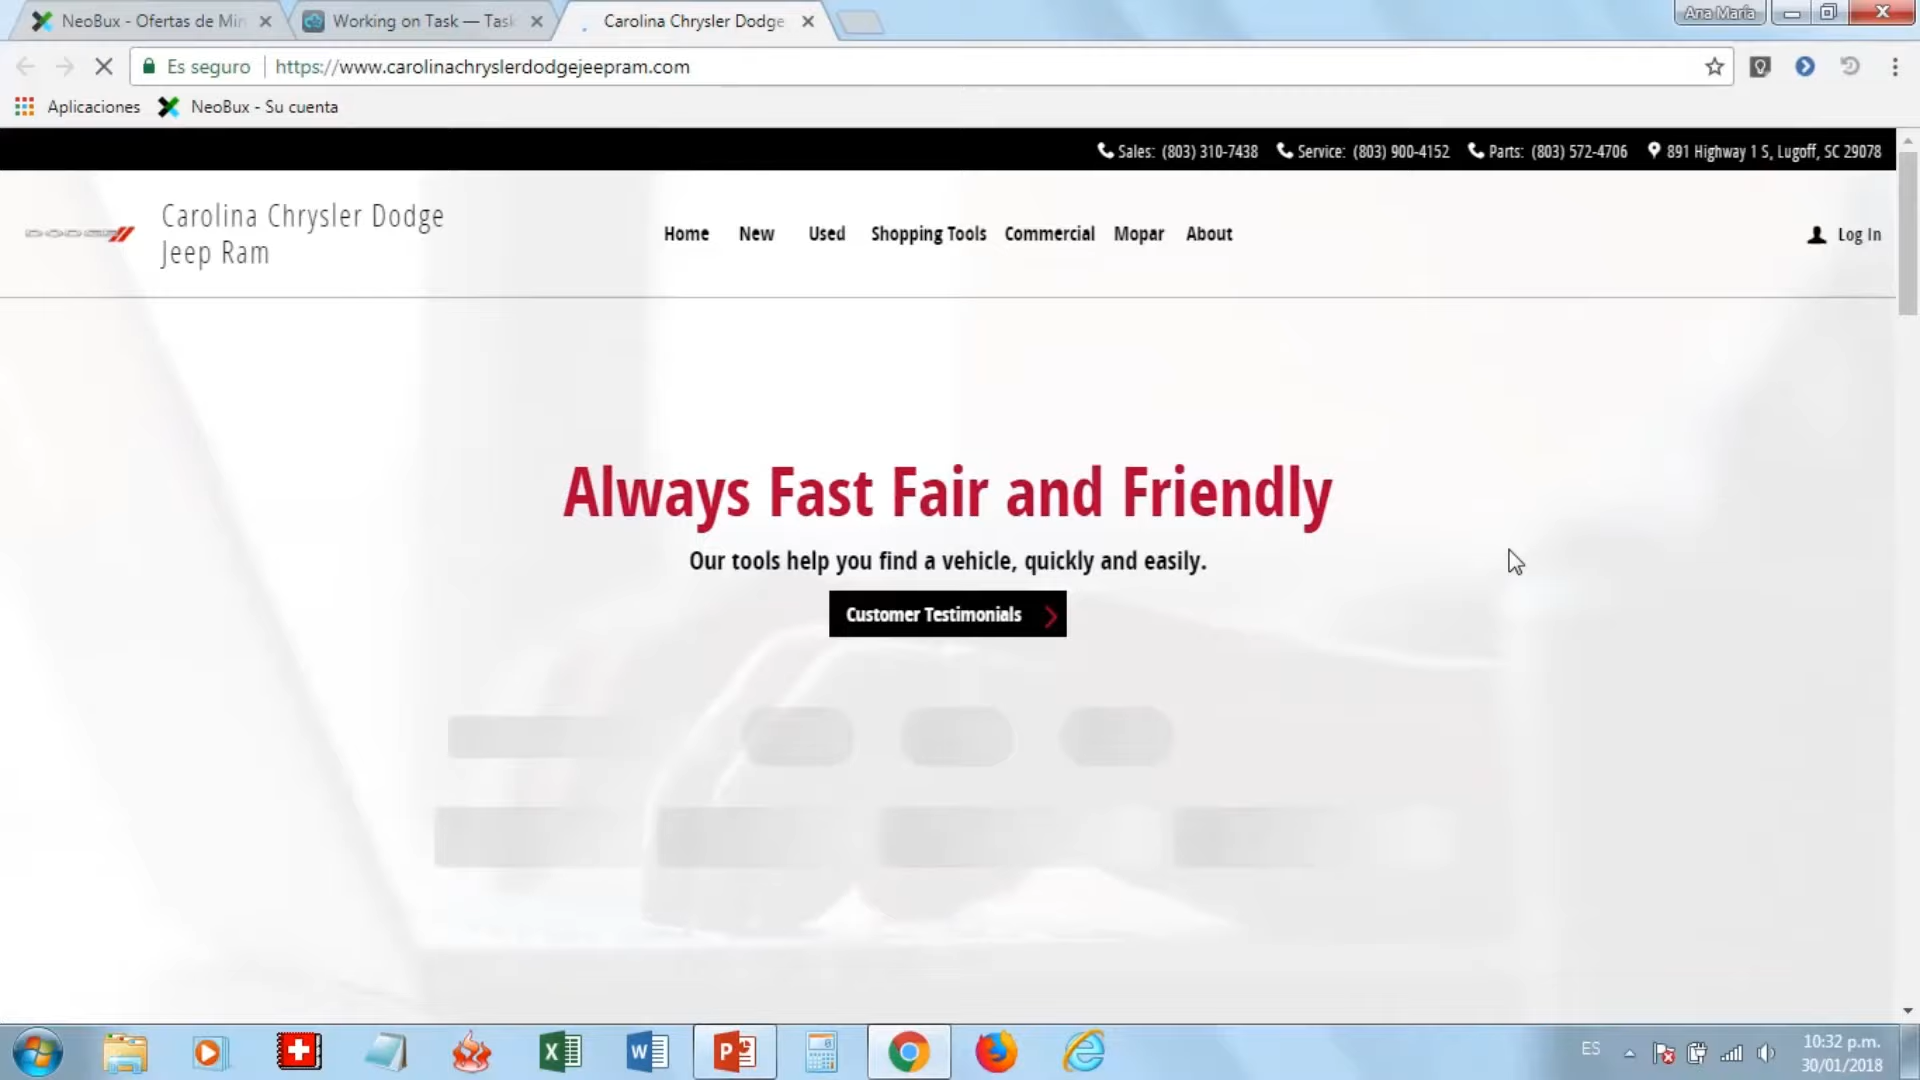 NeoBux - Ofertas de Min
Working on Task — Task
Carolina Chrysler Dodge
Ana María
Es seguro
https://www.carolinachryslerdodgejeepram.com
Aplicaciones
NeoBux - Su cuenta
Sales: (803) 310-7438
Service: (803) 900-4152
Parts: (803) 572-4706
891 Highway 1 S, Lugoff, SC 29078
DODGE
Carolina Chrysler Dodge
Jeep Ram
Home
New
Used
Shopping Tools
Commercial
Mopar
About
Log In
Always Fast Fair and Friendly
Our tools help you find a vehicle, quickly and easily.
Customer Testimonials
ES
10:32 p.m.
30/01/2018